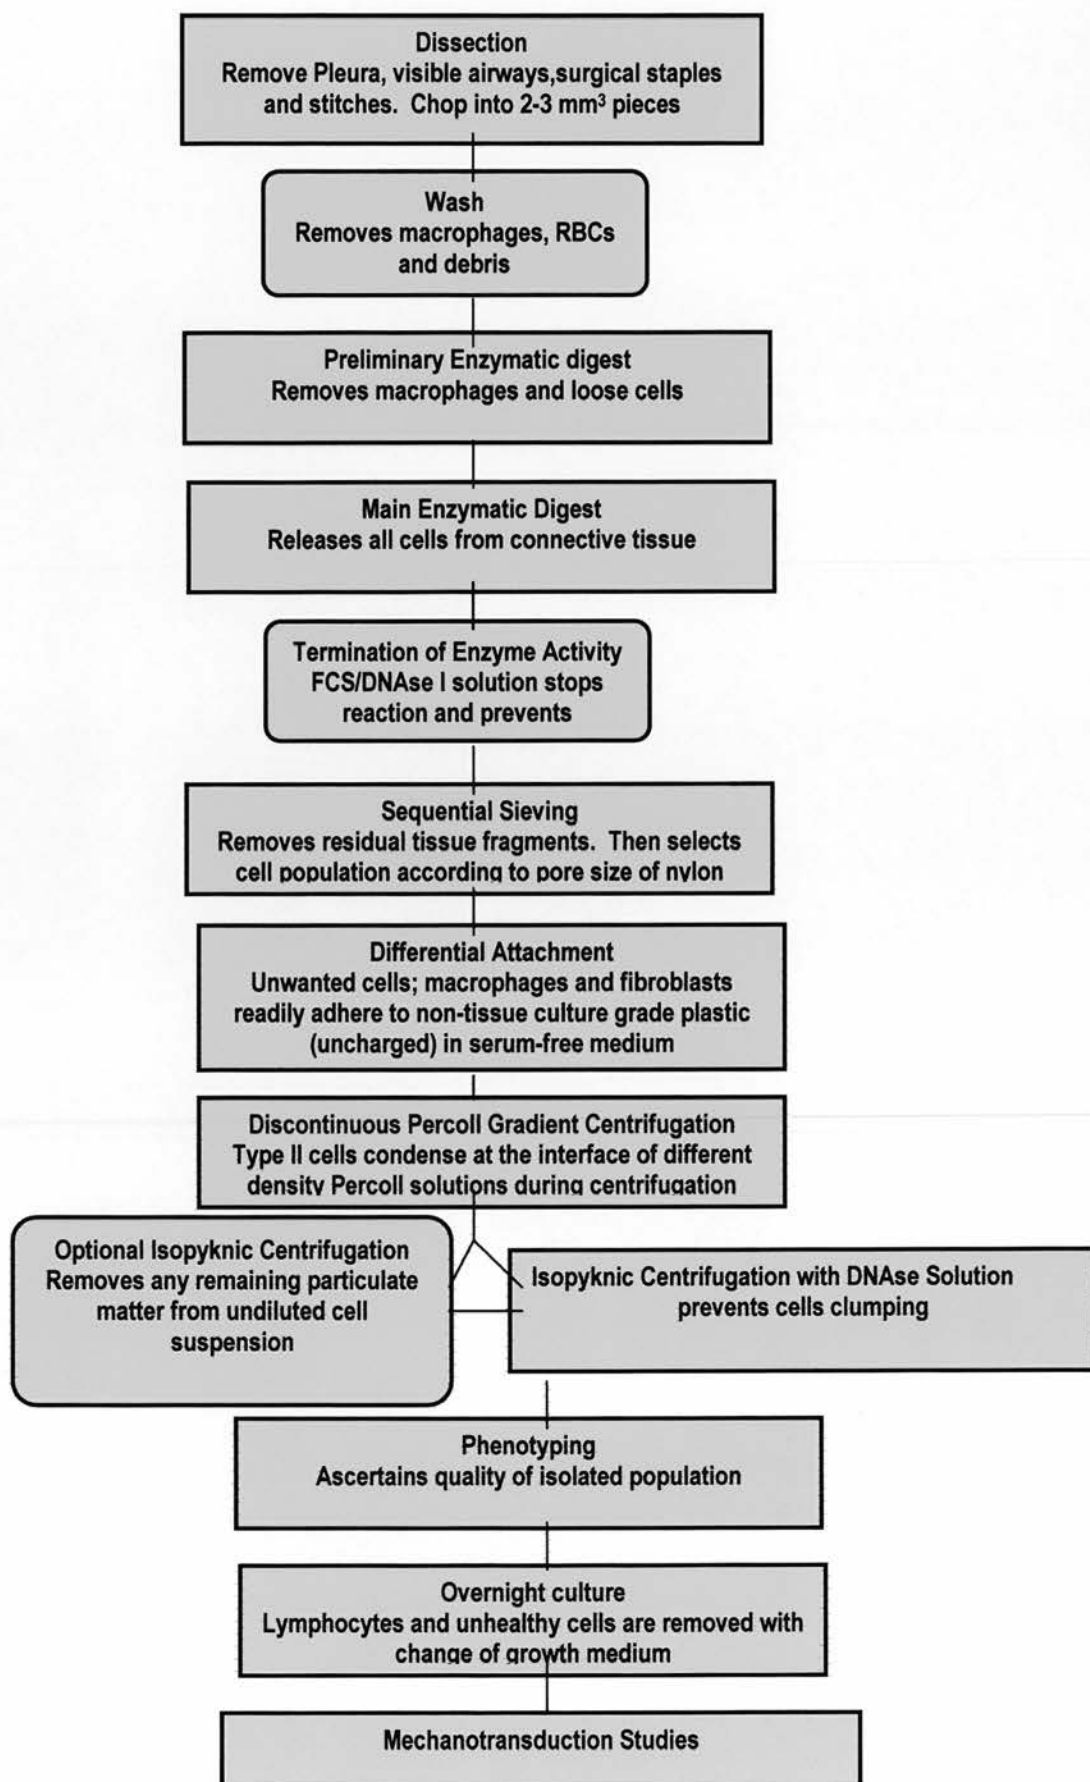 Dissection
Remove Pleura, visible airways,surgical staples
and stitches. Chop into 2-3 mm³ pieces
Wash
Removes macrophages, RBCs
and debris
Preliminary Enzymatic digest
Removes macrophages and loose cells
Main Enzymatic Digest
Releases all cells from connective tissue
Termination of Enzyme Activity
FCS/DNAse I solution stops
reaction and prevents
Sequential Sieving
Removes residual tissue fragments. Then selects
cell population according to pore size of nylon
Differential Attachment
Unwanted cells; macrophages and fibroblasts
readily adhere to non-tissue culture grade plastic
(uncharged) in serum-free medium
Discontinuous Percoll Gradient Centrifugation
Type II cells condense at the interface of different
density Percoll solutions during centrifugation
Optional Isopyknic Centrifugation
Removes any remaining particulate
matter from undiluted cell
suspension
Isopyknic Centrifugation with DNAse Solution
prevents cells clumping
Phenotyping
Ascertains quality of isolated population
Overnight culture
Lymphocytes and unhealthy cells are removed with
change of growth medium
Mechanotransduction Studies